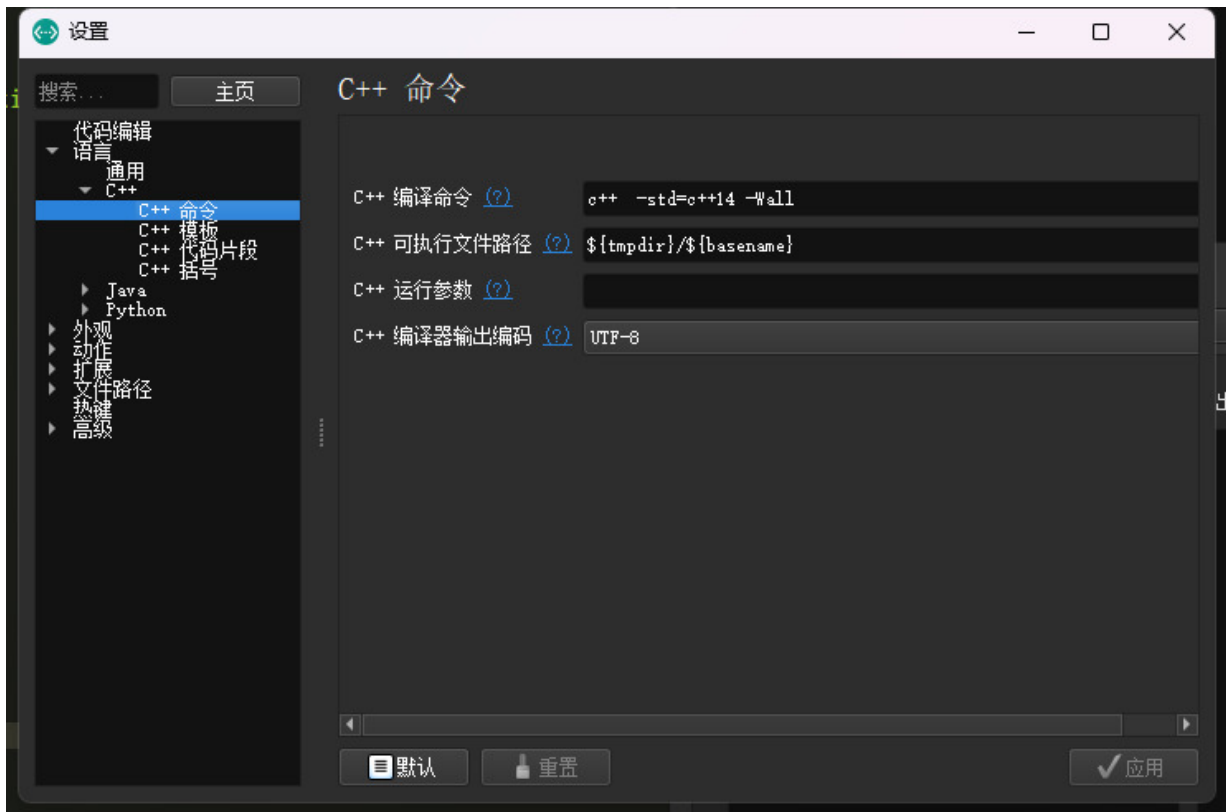 设置
搜索...
主页
代码编辑
语言
通用
C++
C++ 命令
C++ 模板
C++ 代码片段
C++ 括号
Java
Python
外观
动作
扩展
文件路径
热键
高级
C++ 命令
C++ 编译命令 (?) c++  -std=c++14 -Wall
C++ 可执行文件路径 (?) ${tmpdir}/${basename}
C++ 运行参数 (?)
C++ 编译器输出编码 (?) UTF-8
默认
重置
应用